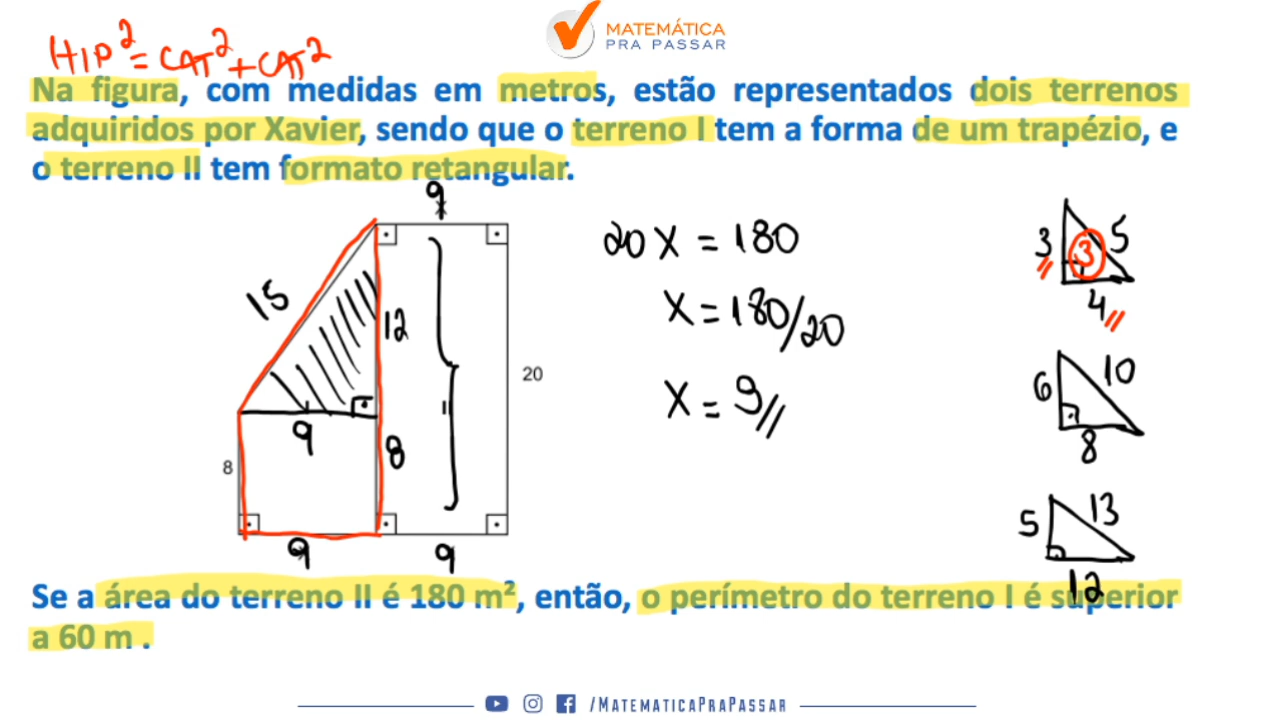 MATEMÁTICA
PRA PASSAR
HIP² = CAT² + CAT²
Na figura, com medidas em metros, estão representados dois terrenos
adquiridos por Xavier, sendo que o terreno I tem a forma de um trapézio, e
o terreno II tem formato retangular.
9
15
12
9
8
8
9
9
II
20
20 X = 180
X = 180/20
X = 9//
3
3
5
4
6
10
8
5
13
12
Se a área do terreno II é 180 m², então, o perímetro do terreno I é superior
a 60 m .
/MATEMATICAPRAPASSAR